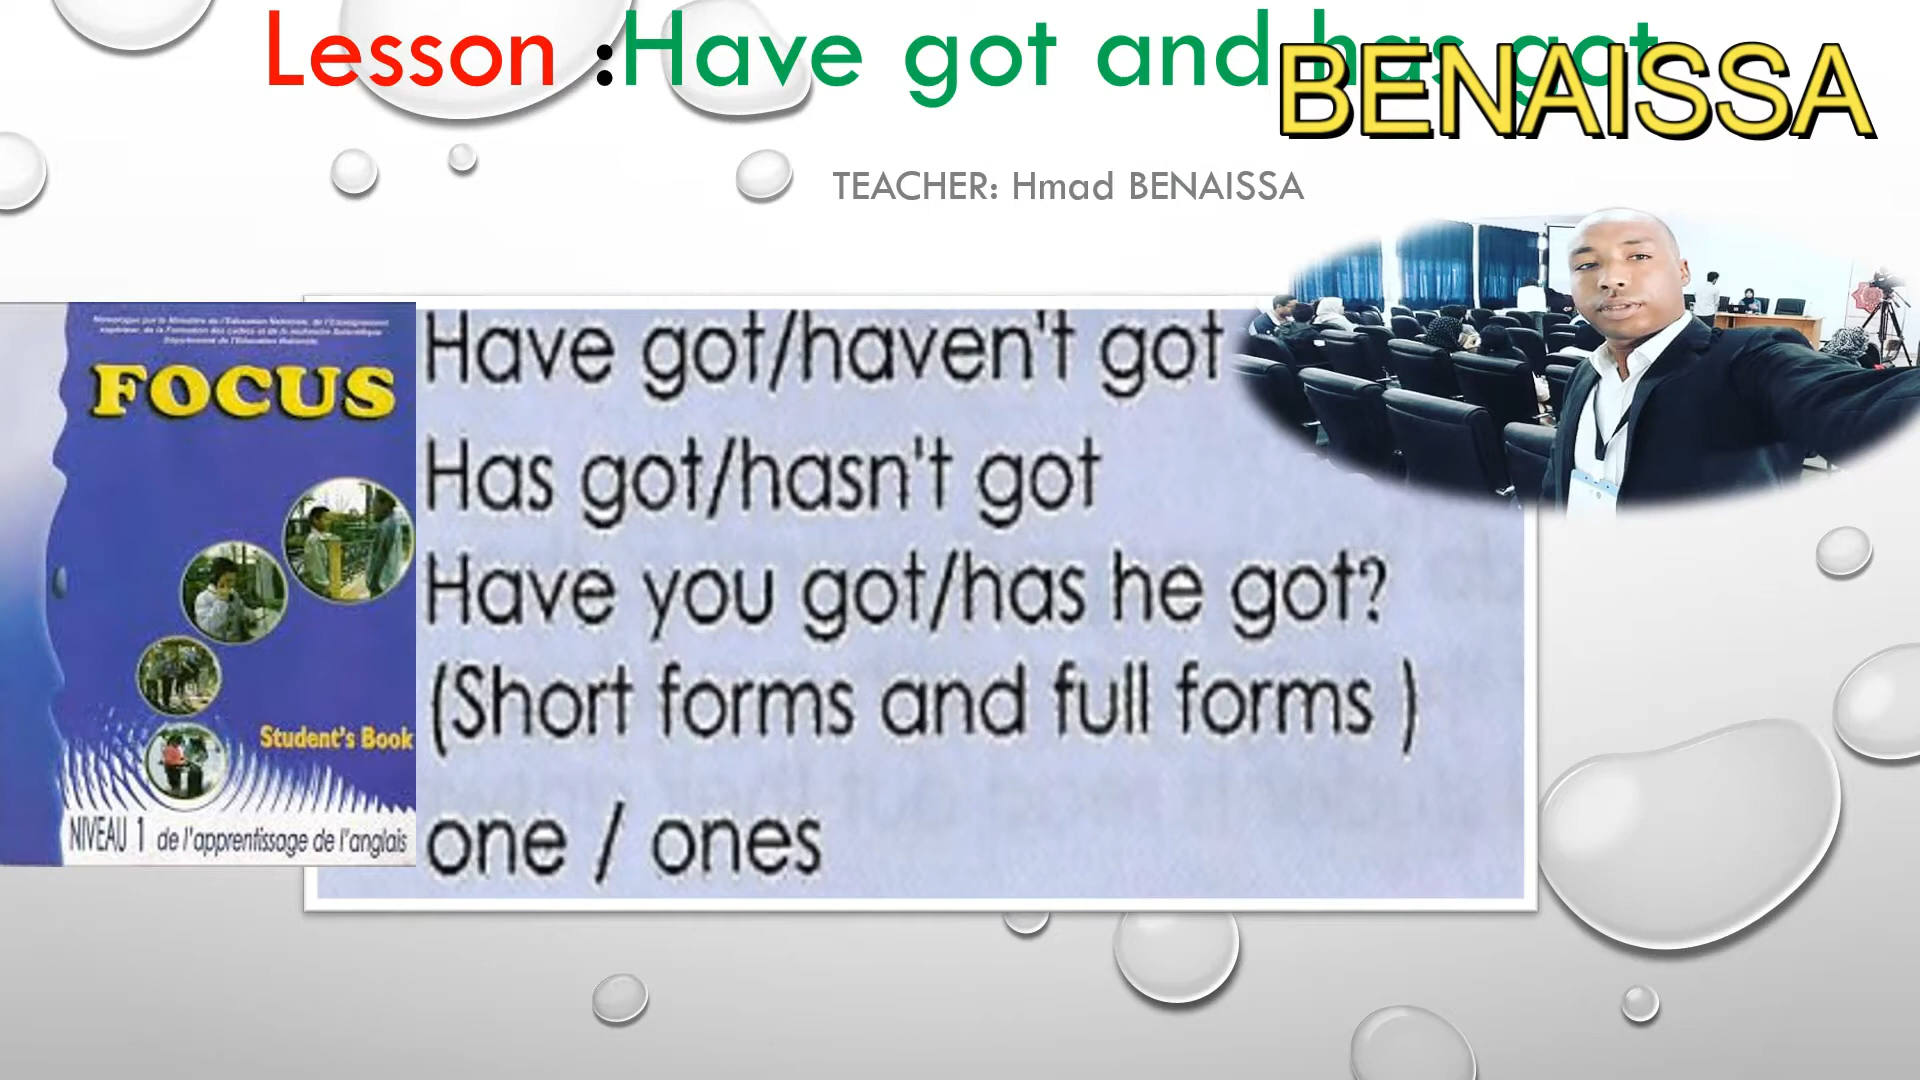 Lesson :Have got and has got
BENAISSA
TEACHER: Hmad BENAISSA
FOCUS
Student's Book
NIVEAU 1 de l'apprentissage de l'anglais
Have got/haven't got
Has got/hasn't got
Have you got/has he got?
(Short forms and full forms )
one / ones